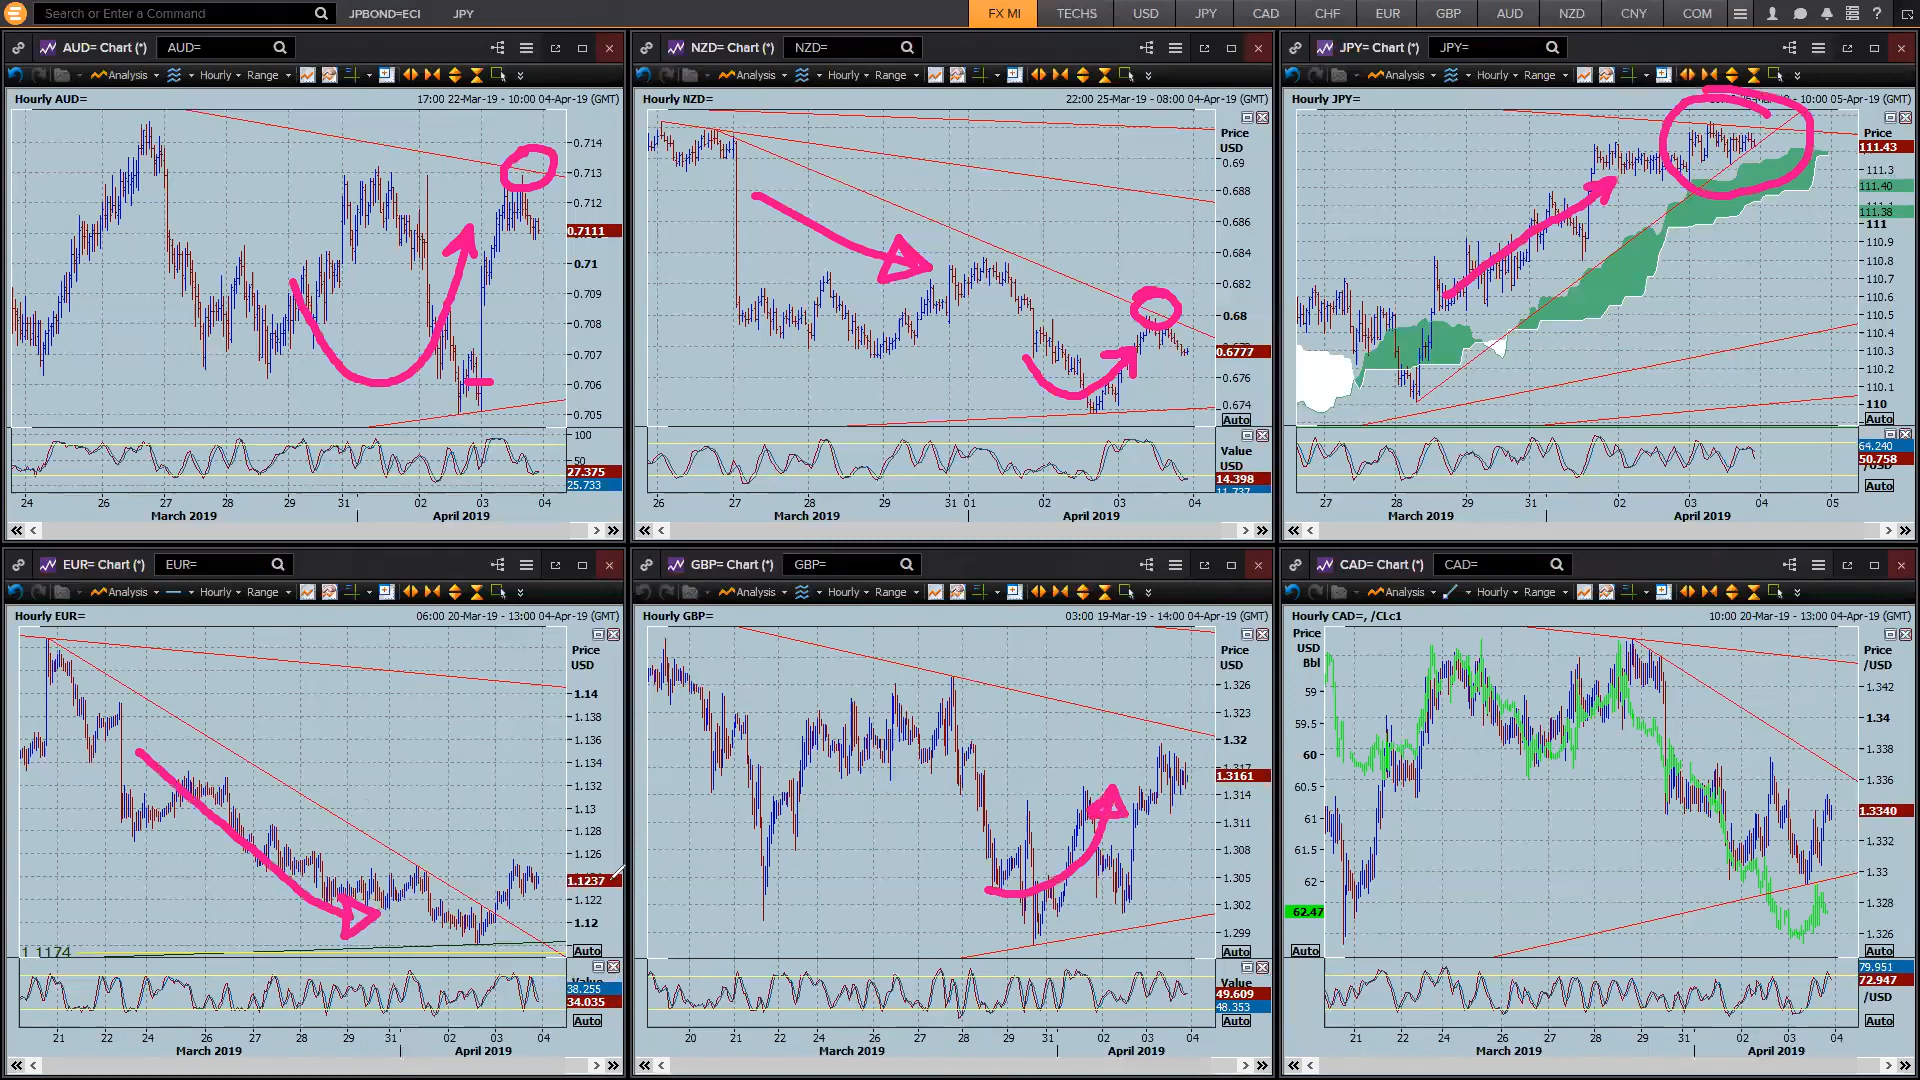 Search or Enter a Command JPBOND=ECI JPY FX MI TECHS USD JPY CAD CHF EUR GBP AUD NZD CNY COM ?
AUD= Chart (*) AUD=
Analysis Hourly Range
Hourly AUD= 17:00 22-Mar-19 - 10:00 04-Apr-19 (GMT)
0.714
0.713
0.712
0.7111
0.71
0.709
0.708
0.707
0.706
0.705
100
50
27.375
25.733
24 25 26 27 28 29 31 02 03 04
March 2019 April 2019
NZD= Chart (*) NZD=
Analysis Hourly Range
Hourly NZD= 22:00 25-Mar-19 - 08:00 04-Apr-19 (GMT)
Price
USD
0.69
0.688
0.686
0.684
0.682
0.68
0.6777
0.676
0.674
Auto
Value
USD
14.398
11.737
26 27 28 29 31 01 02 03 04
March 2019 April 2019
JPY= Chart (*) JPY=
Analysis Hourly Range
Hourly JPY= -Mar-19 - 10:00 05-Apr-19 (GMT)
Price
111.43
111.3
111.40
111.38
111
110.9
110.8
110.7
110.6
110.5
110.4
110.3
110.2
110.1
110
Auto
64.240
50.758
/USD
Auto
27 28 29 31 02 03 04 05
March 2019 April 2019
EUR= Chart (*) EUR=
Analysis Hourly Range
Hourly EUR= 06:00 20-Mar-19 - 13:00 04-Apr-19 (GMT)
Price
USD
1.14
1.138
1.136
1.134
1.132
1.13
1.128
1.126
1.1237
1.122
1.12
1.1174
Auto
Value
38.255
34.035
Auto
21 22 24 25 26 27 28 29 31 02 03 04
March 2019 April 2019
GBP= Chart (*) GBP=
Analysis Hourly Range
Hourly GBP= 03:00 19-Mar-19 - 14:00 04-Apr-19 (GMT)
Price
USD
1.326
1.323
1.32
1.317
1.3161
1.314
1.311
1.308
1.305
1.302
1.299
Auto
Value
49.609
48.353
Auto
20 21 22 24 25 26 27 28 29 31 02 03 04
March 2019 April 2019
CAD= Chart (*) CAD=
Analysis Hourly Range
Hourly CAD=, /CLc1 10:00 20-Mar-19 - 13:00 04-Apr-19 (GMT)
Price
USD
Bbl
59
59.5
60
60.5
61
61.5
62
62.47
Auto
Price
/USD
1.342
1.34
1.338
1.336
1.3340
1.332
1.33
1.328
1.326
Auto
79.951
72.947
/USD
Auto
21 22 24 25 26 27 28 29 31 02 03 04
March 2019 April 2019